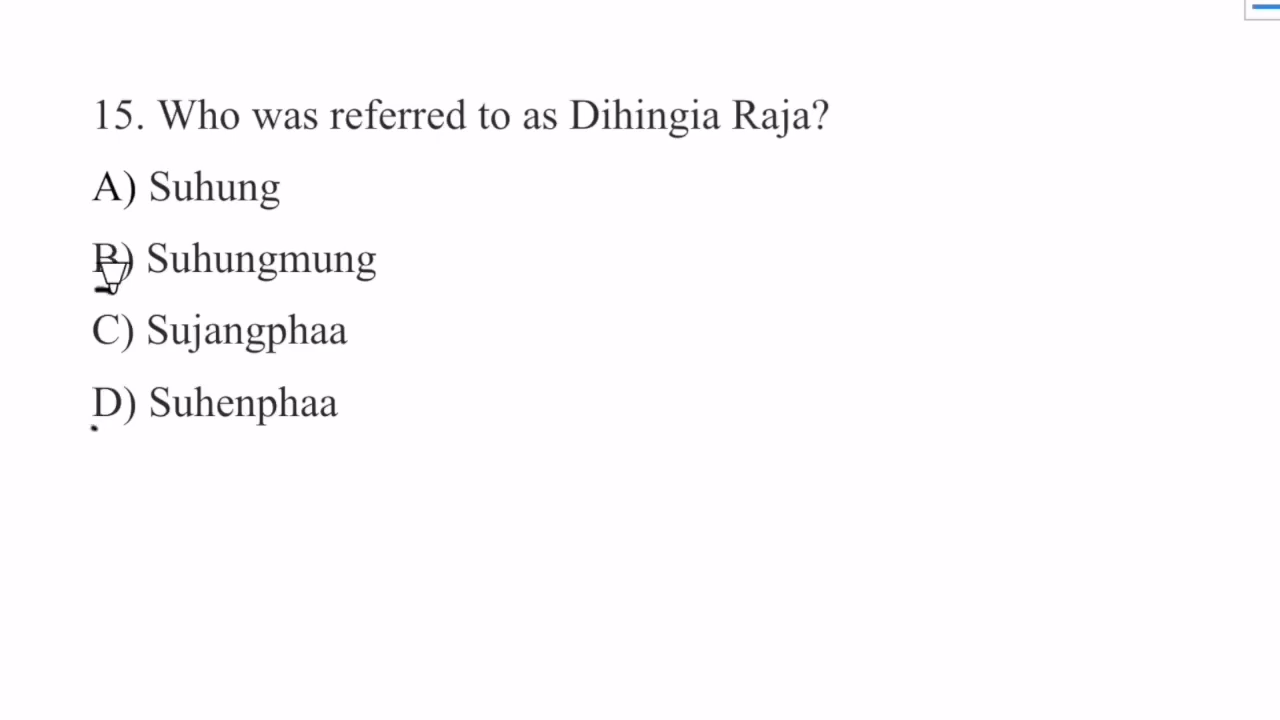 15. Who was referred to as Dihingia Raja?
A) Suhung
B) Suhungmung
C) Sujangphaa
D) Suhenphaa